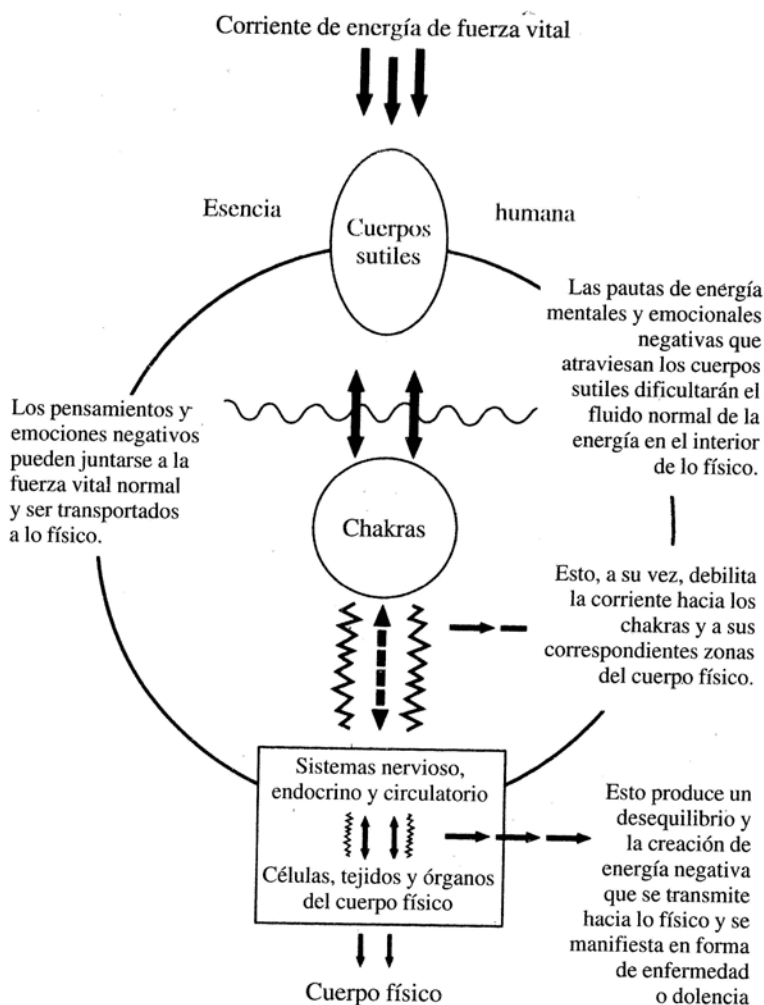 Corriente de energía de fuerza vital
Esencia
humana
Cuerpos
sutiles
Las pautas de energía
mentales y emocionales
negativas que
atraviesan los cuerpos
sutiles dificultarán el
fluido normal de la
energía en el interior
de lo físico.
Los pensamientos y
emociones negativos
pueden juntarse a la
fuerza vital normal
y ser transportados
a lo físico.
Chakras
Esto, a su vez, debilita
la corriente hacia los
chakras y a sus
correspondientes zonas
del cuerpo físico.
Sistemas nervioso,
endocrino y circulatorio
Células, tejidos y órganos
del cuerpo físico
Esto produce un
desequilibrio y
la creación de
energía negativa
que se transmite
hacia lo físico y se
manifiesta en forma
de enfermedad
o dolencia
Cuerpo físico